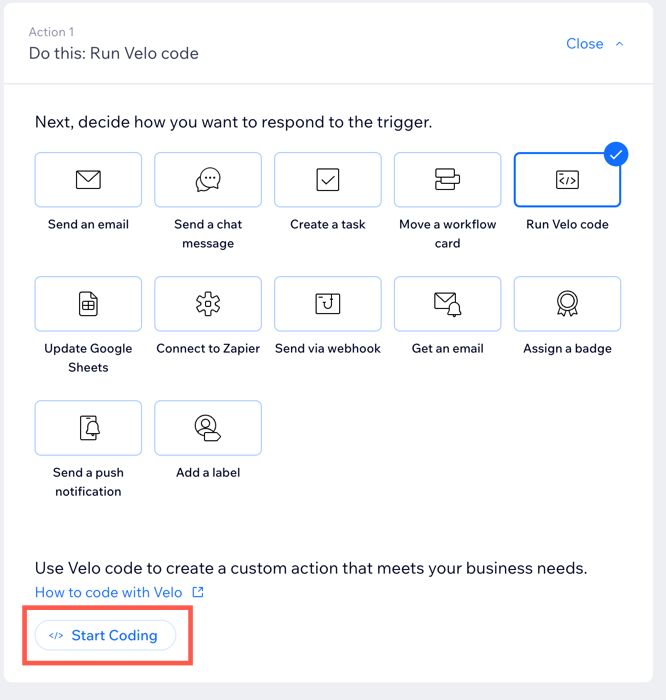 Action 1
Do this: Run Velo code
Close
Next, decide how you want to respond to the trigger.
Send an email
Send a chat
message
Create a task
Move a workflow
card
Run Velo code
Update Google
Sheets
Connect to Zapier
Send via webhook
Get an email
Assign a badge
Send a push
notification
Add a label
Use Velo code to create a custom action that meets your business needs.
How to code with Velo
</> Start Coding